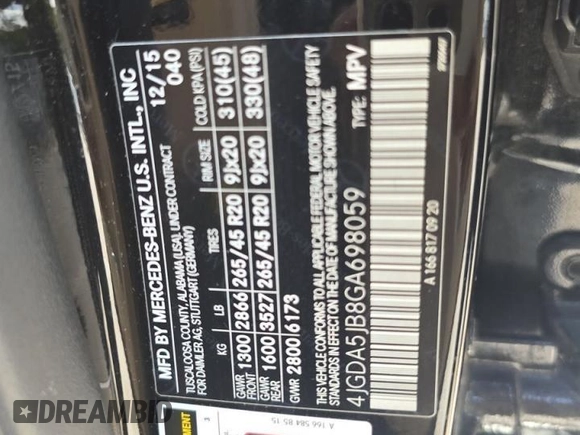 MFD BY MERCEDES-BENZ U.S. INTL., INC
TUSCALOOSA COUNTY, ALABAMA (USA), UNDER CONTRACT 12/15
FOR DAIMLER AG, STUTTGART (GERMANY) 040
KG LB TIRES RIM SIZE COLD KPA(PSI)
GAWR FRONT 1300 2866 265/45 R20 9Jx20 310(45)
GAWR REAR 1600 3527 265/45 R20 9Jx20 330(48)
GVWR 2800 6173
THIS VEHICLE CONFORMS TO ALL APPLICABLE FEDERAL MOTOR VEHICLE SAFETY
STANDARDS IN EFFECT ON THE DATE OF MANUFACTURE SHOWN ABOVE.
4JGDA5JB8GA698059 TYPE: MPV
A 166 817 09 20
A 166 584 85 15
DREAMBID